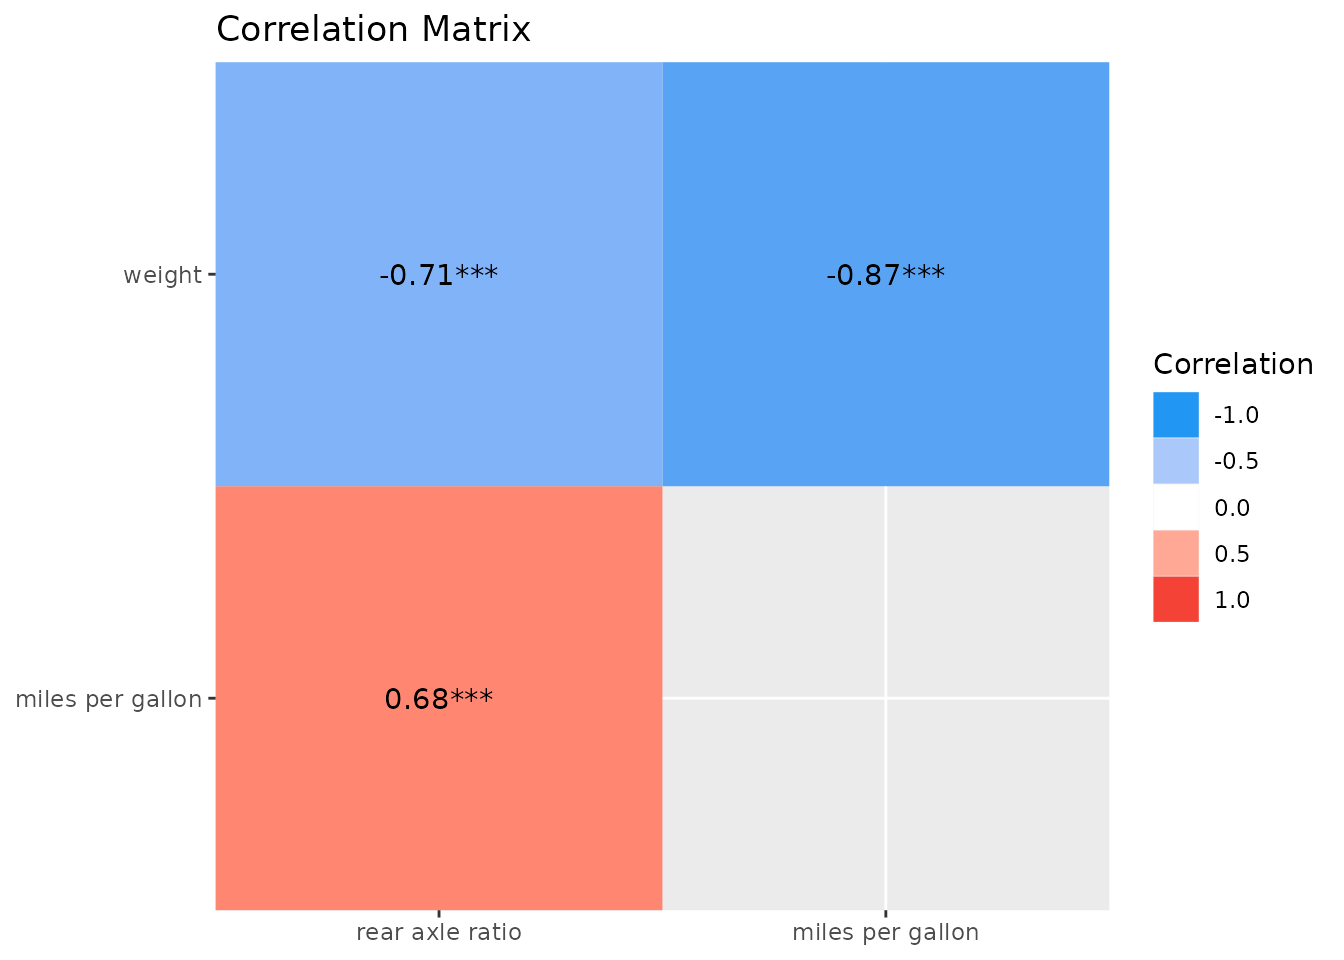 Correlation Matrix
weight
-0.71***
-0.87***
miles per gallon
0.68***
rear axle ratio
miles per gallon
Correlation
-1.0
-0.5
0.0
0.5
1.0